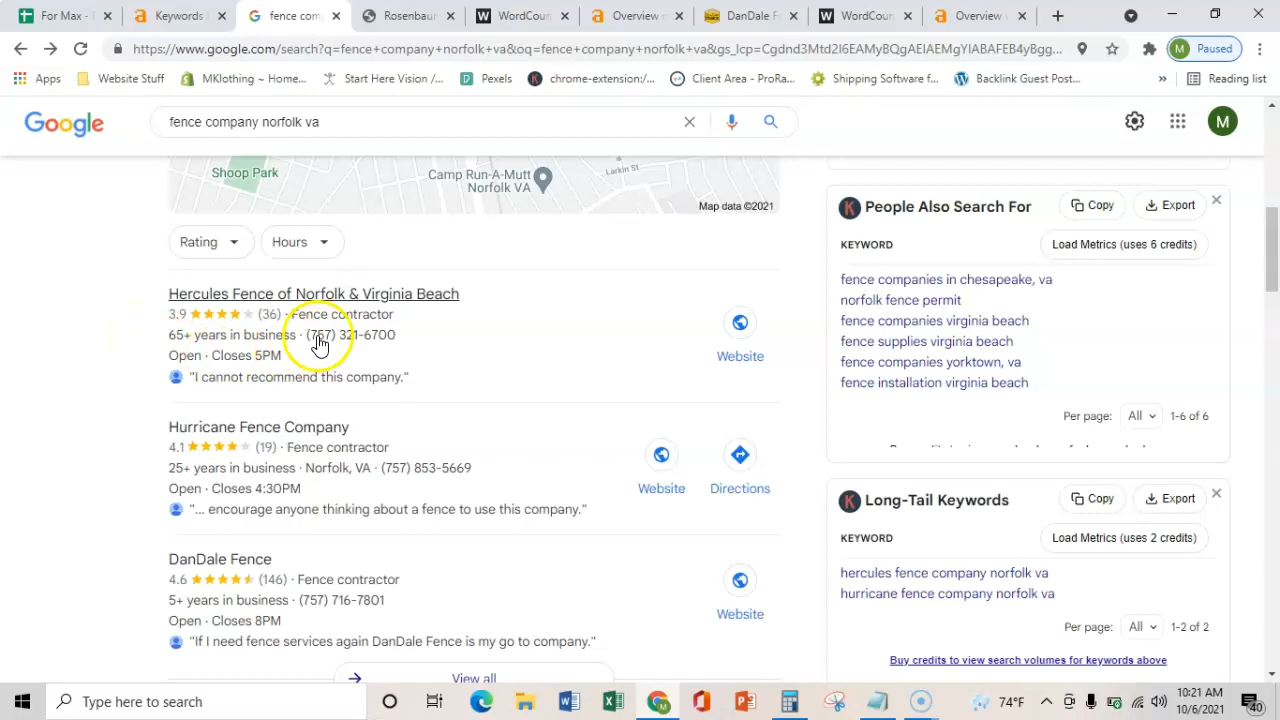 For Max -
Keywords
fence com
Rosenbau
WordCoun
Overview
DanDale F
WordCoun
Overview
https://www.google.com/search?q=fence+company+norfolk+va&oq=fence+company+norfolk+va&gs_lcp=Cgdnd3Mtd2l6EAMyBQgAEIAEMgYIABAFEB4yBgg...
M Paused
Apps
Website Stuff
MKlothing ~ Home...
Start Here Vision /...
Pexels
chrome-extension:/...
Client Area - ProRa...
Shipping Software f...
Backlink Guest Post...
»
Reading list
Google
fence company norfolk va
M
Shoop Park
Camp Run-A-Mutt
Norfolk VA
Larkin St
Map data ©2021
Rating
Hours
Hercules Fence of Norfolk & Virginia Beach
3.9 (36) · Fence contractor
65+ years in business · (757) 321-6700
Open · Closes 5PM
"I cannot recommend this company."
Website
Hurricane Fence Company
4.1 (19) · Fence contractor
25+ years in business · Norfolk, VA · (757) 853-5669
Open · Closes 4:30PM
"... encourage anyone thinking about a fence to use this company."
Website
Directions
DanDale Fence
4.6 (146) · Fence contractor
5+ years in business · (757) 716-7801
Open · Closes 8PM
"If I need fence services again DanDale Fence is my go to company."
Website
View all
K People Also Search For
Copy
Export
KEYWORD
Load Metrics (uses 6 credits)
fence companies in chesapeake, va
norfolk fence permit
fence companies virginia beach
fence supplies virginia beach
fence companies yorktown, va
fence installation virginia beach
Per page: All 1-6 of 6
K Long-Tail Keywords
Copy
Export
KEYWORD
Load Metrics (uses 2 credits)
hercules fence company norfolk va
hurricane fence company norfolk va
Per page: All 1-2 of 2
Buy credits to view search volumes for keywords above
Type here to search
74°F
10:21 AM
10/6/2021
40